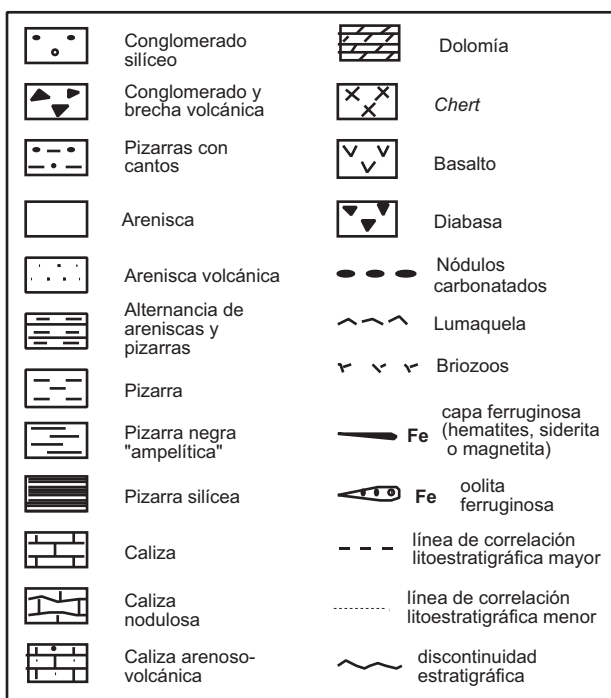 Conglomerado
silíceo
Conglomerado y
brecha volcánica
Pizarras con
cantos
Arenisca
Arenisca volcánica
Alternancia de
areniscas y
pizarras
Pizarra
Pizarra negra
"ampelítica"
Pizarra silícea
Caliza
Caliza
nodulosa
Caliza arenoso-
volcánica
Dolomía
Chert
Basalto
Diabasa
Nódulos
carbonatados
Lumaquela
Briozoos
Fe
capa ferruginosa
(hematites, siderita
o magnetita)
Fe
oolita
ferruginosa
línea de correlación
litoestratigráfica mayor
línea de correlación
litoestratigráfica menor
discontinuidad
estratigráfica